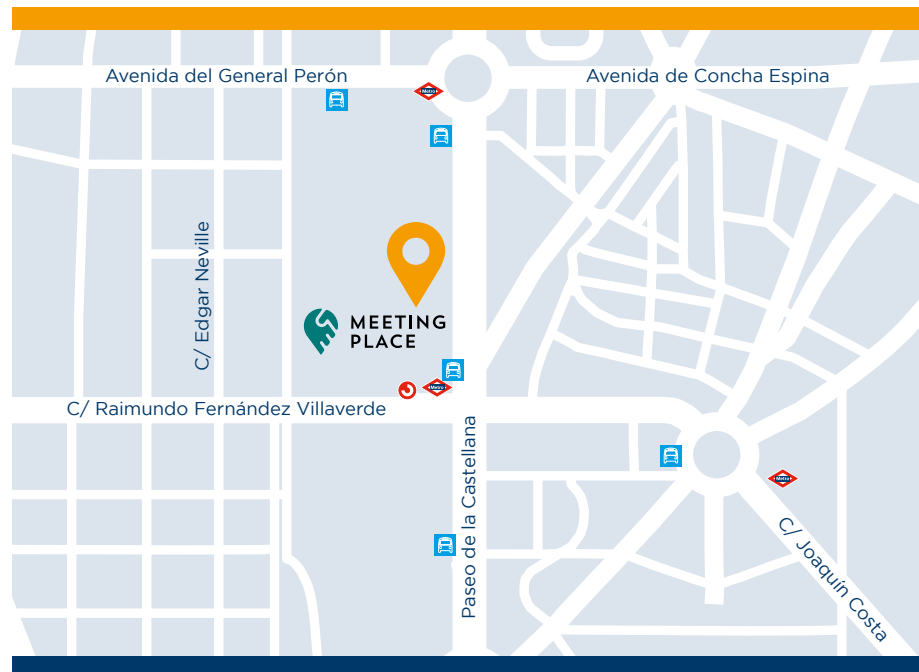 Avenida del General Perón
Avenida de Concha Espina
Metro
C/ Edgar Neville
MEETING
PLACE
Metro
C/ Raimundo Fernández Villaverde
Paseo de la Castellana
Metro
C/ Joaquín Costa